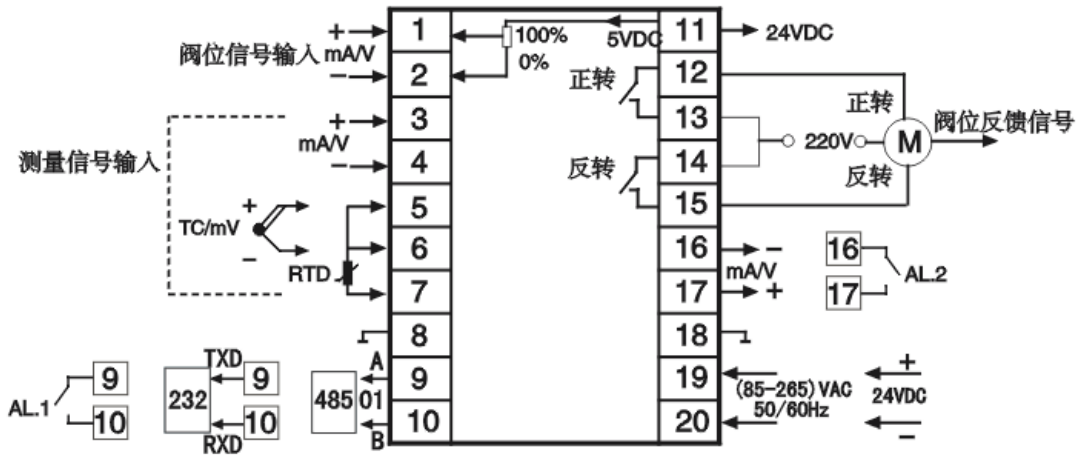 阀位信号输入
+
mA/V
−
测量信号输入
+
mA/V
−
+
TC/mV
−
RTD
1
2
3
4
5
6
7
8
9
10
100%
0%
5VDC
正转
反转
11
12
13
14
15
16
17
18
19
20
24VDC
正转
220V
M
反转
阀位反馈信号
−
mA/V
+
16
17
AL.2
(85-265)VAC
50/60Hz
+
24VDC
−
AL.1
9
10
232
TXD
9
10
RXD
485
A
01
B